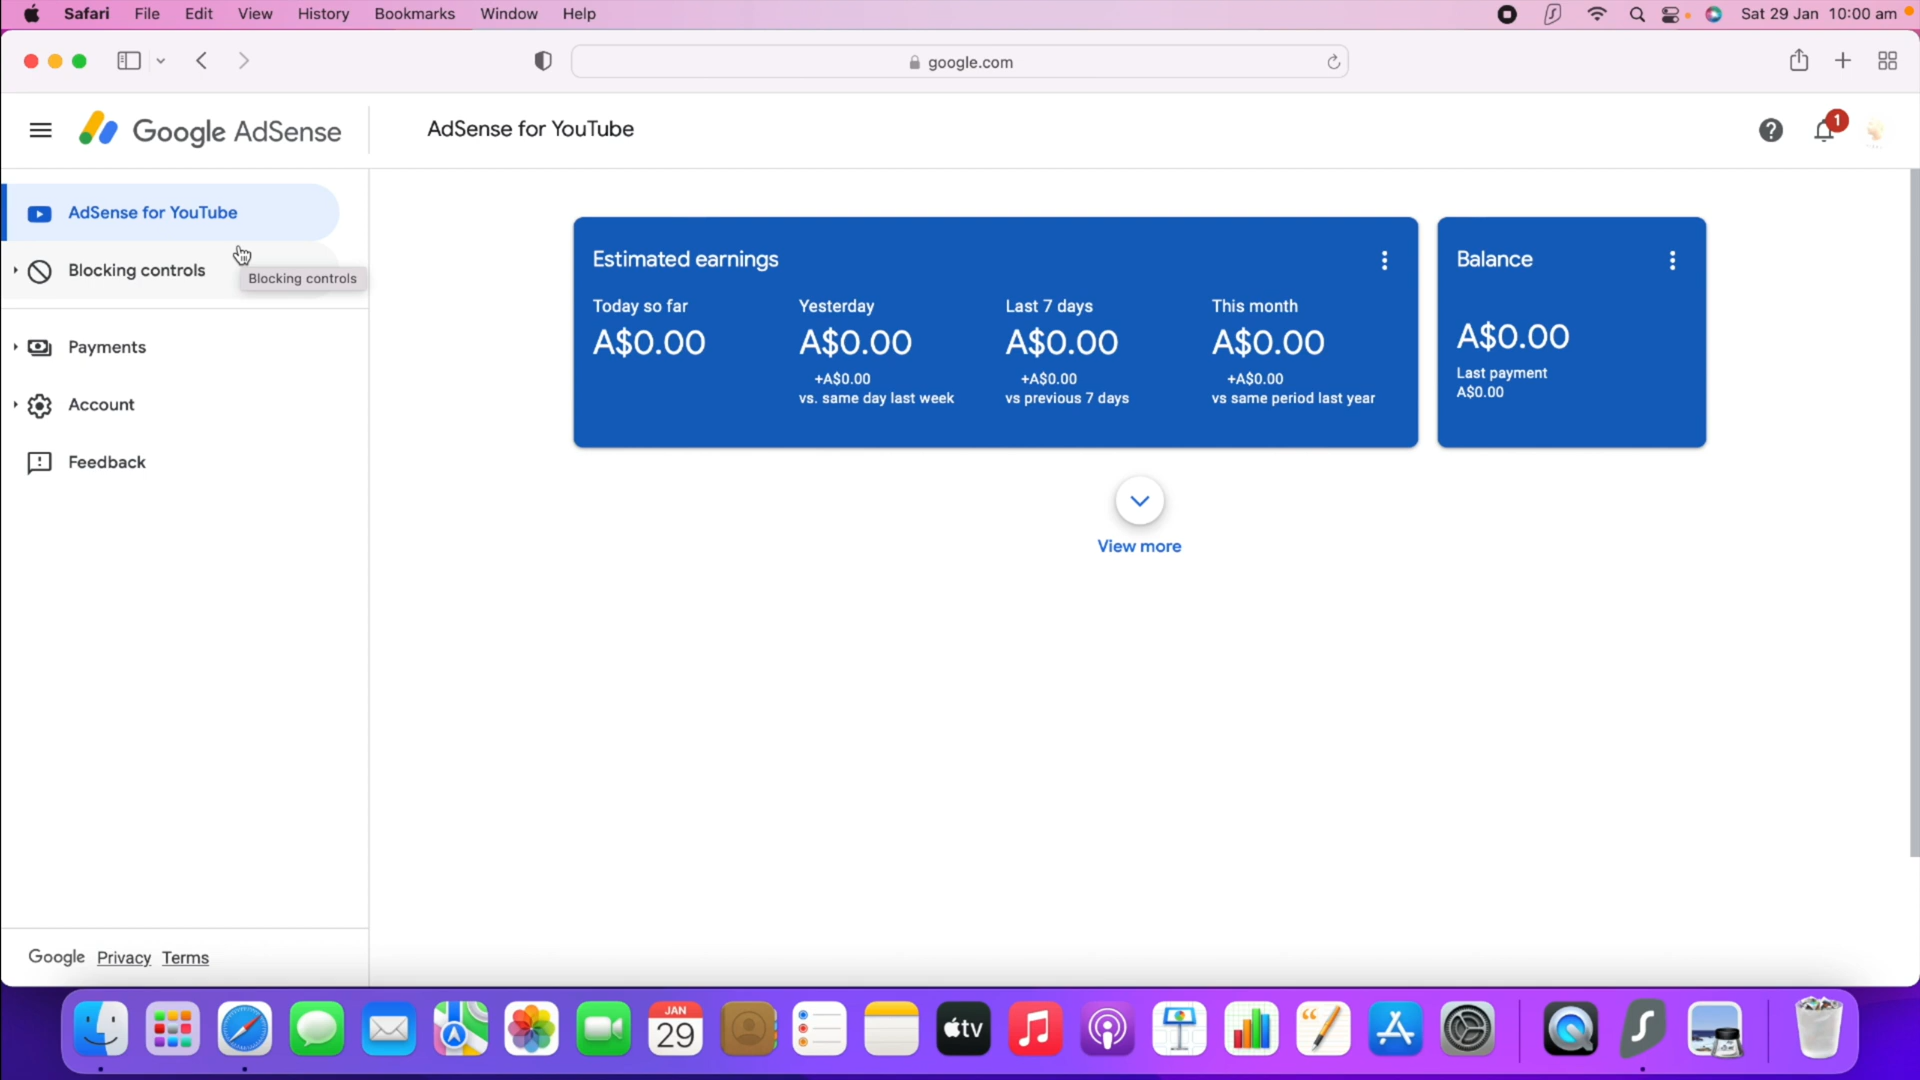 Safari File Edit View History Bookmarks Window Help Sat 29 Jan 10:00 am
google.com
Google AdSense AdSense for YouTube 1
AdSense for YouTube
Blocking controls
Blocking controls
Payments
Account
Feedback
Estimated earnings
Today so far Yesterday Last 7 days This month
A$0.00 A$0.00 A$0.00 A$0.00
+A$0.00 +A$0.00 +A$0.00
vs. same day last week vs previous 7 days vs same period last year
Balance
A$0.00
Last payment
A$0.00
View more
Google Privacy Terms
JAN
29
tv